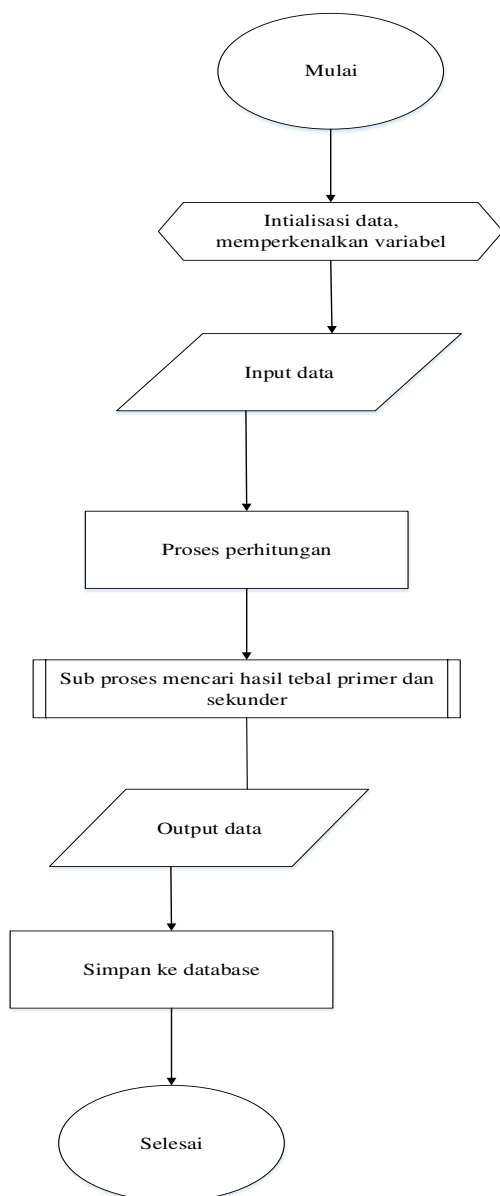 Mulai
Intialisasi data,
memperkenalkan variabel
Input data
Proses perhitungan
Sub proses mencari hasil tebal primer dan
sekunder
Output data
Simpan ke database
Selesai